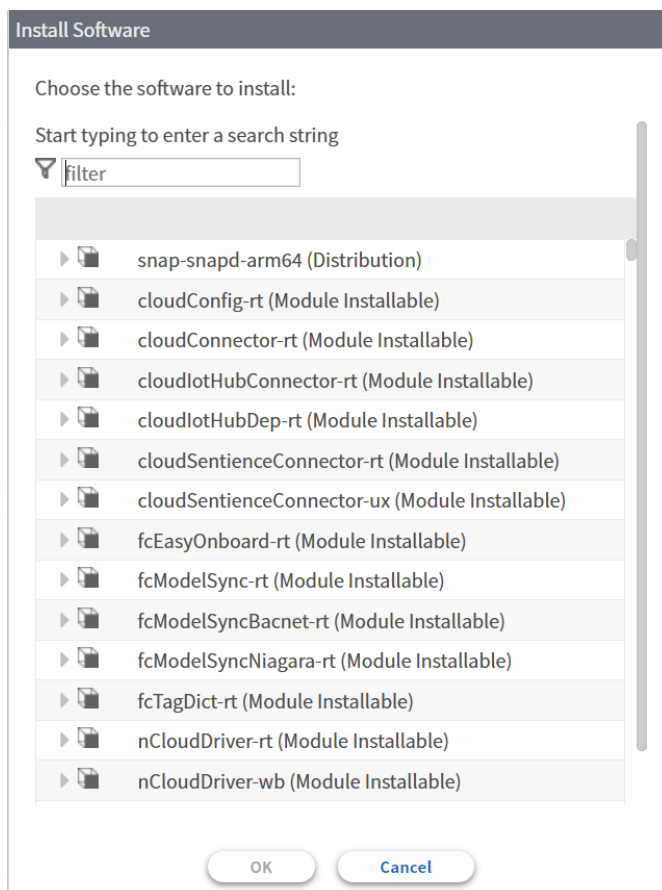 Install Software
Choose the software to install:
Start typing to enter a search string
filter
snap-snapd-arm64 (Distribution)
cloudConfig-rt (Module Installable)
cloudConnector-rt (Module Installable)
cloudIotHubConnector-rt (Module Installable)
cloudIotHubDep-rt (Module Installable)
cloudSentienceConnector-rt (Module Installable)
cloudSentienceConnector-ux (Module Installable)
fcEasyOnboard-rt (Module Installable)
fcModelSync-rt (Module Installable)
fcModelSyncBacnet-rt (Module Installable)
fcModelSyncNiagara-rt (Module Installable)
fcTagDict-rt (Module Installable)
nCloudDriver-rt (Module Installable)
nCloudDriver-wb (Module Installable)
OK Cancel